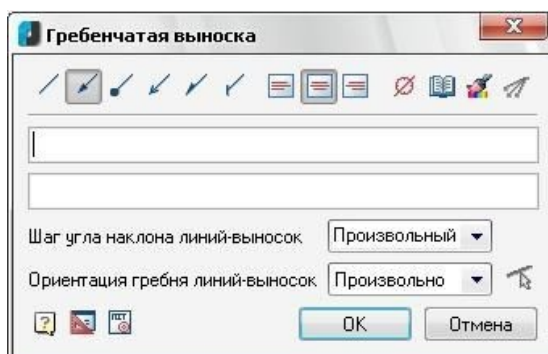 Гребенчатая выноска
Шаг угла наклона линий-выносок Произвольный
Ориентация гребня линий-выносок Произвольно
OK Отмена